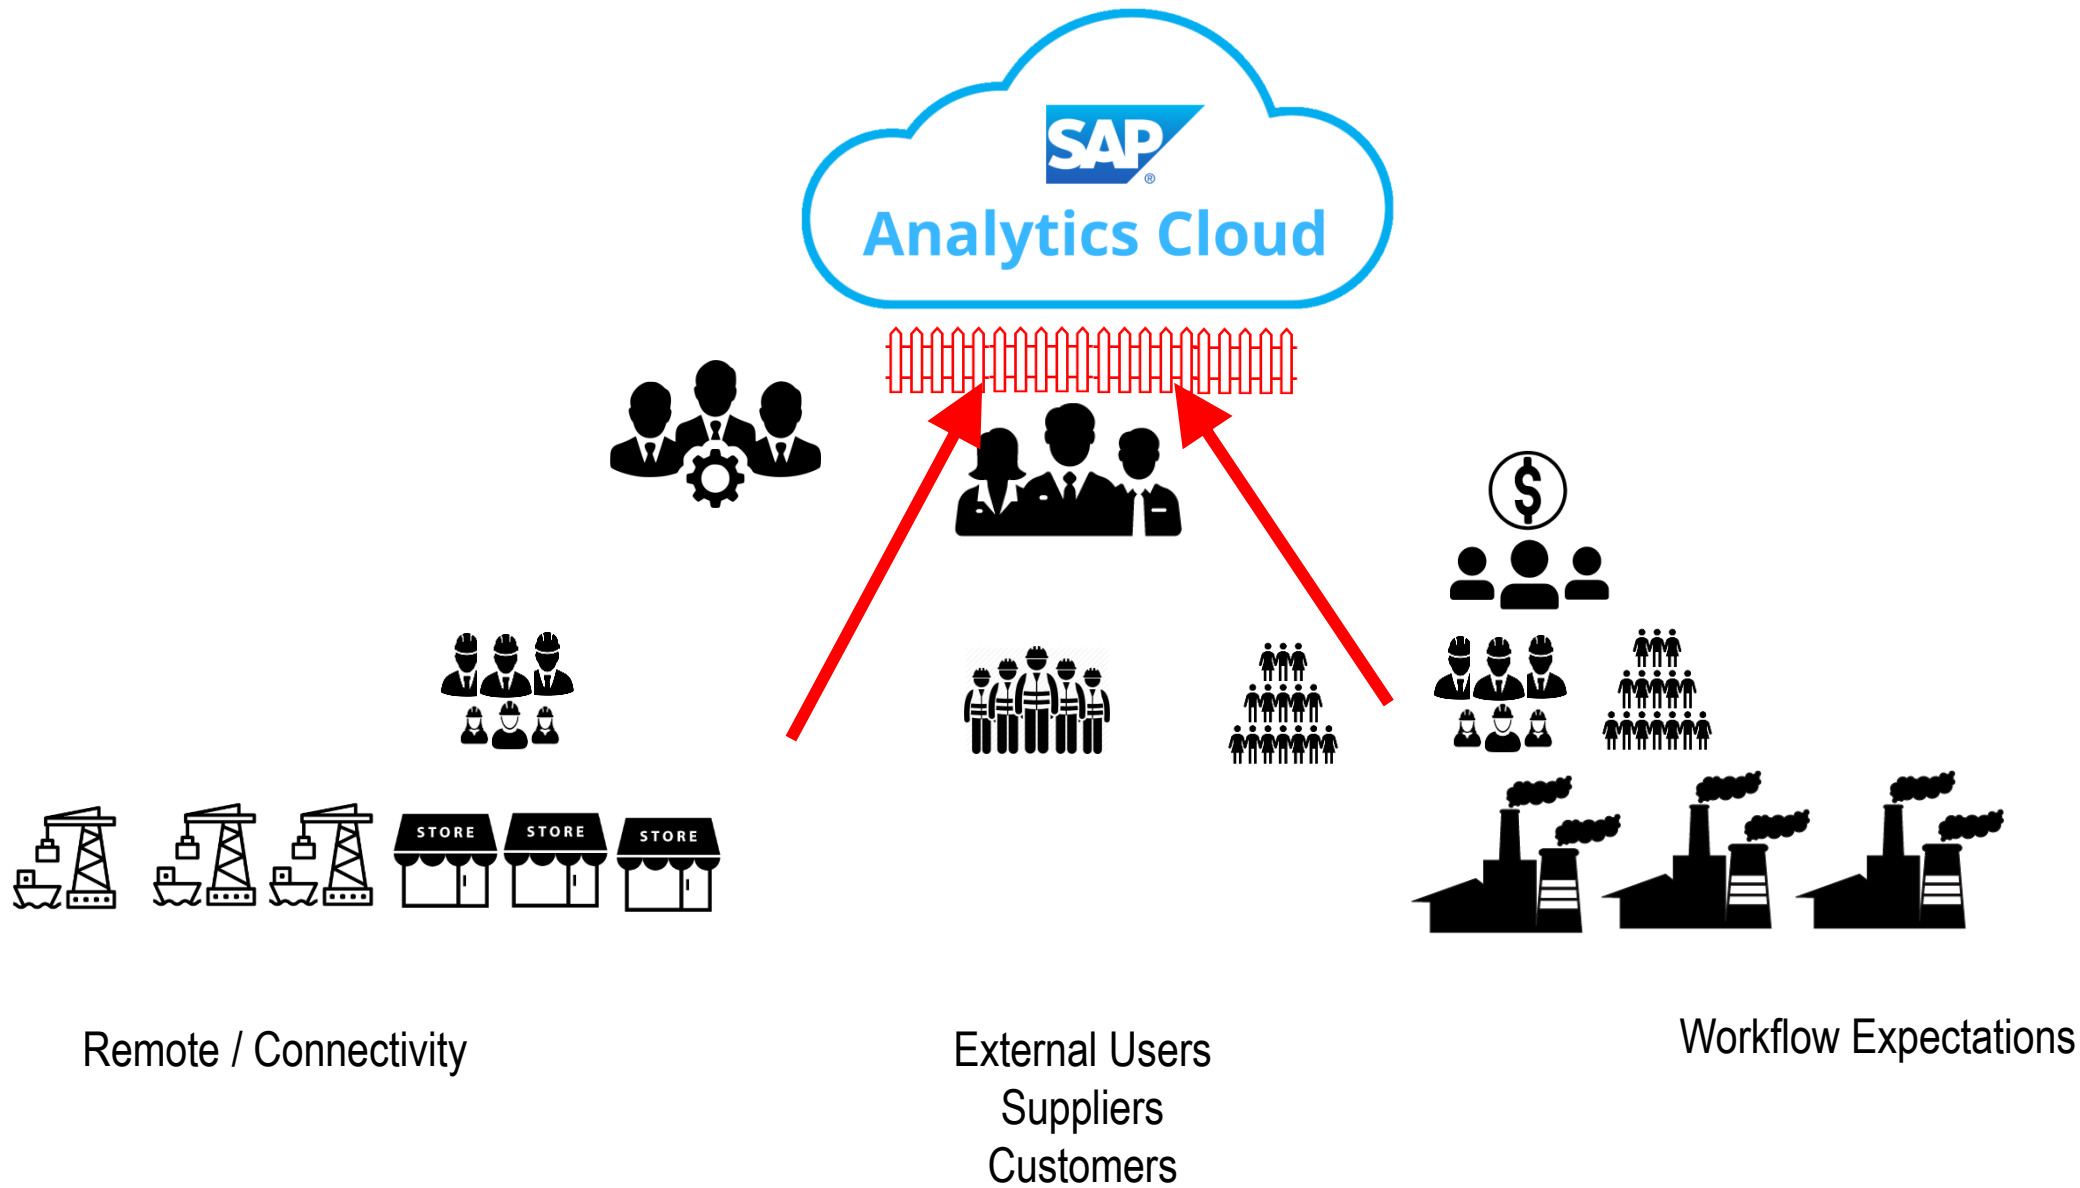 SAP
®
Analytics Cloud
$
STORE
STORE
STORE
Remote / Connectivity
External Users
Suppliers
Customers
Workflow Expectations